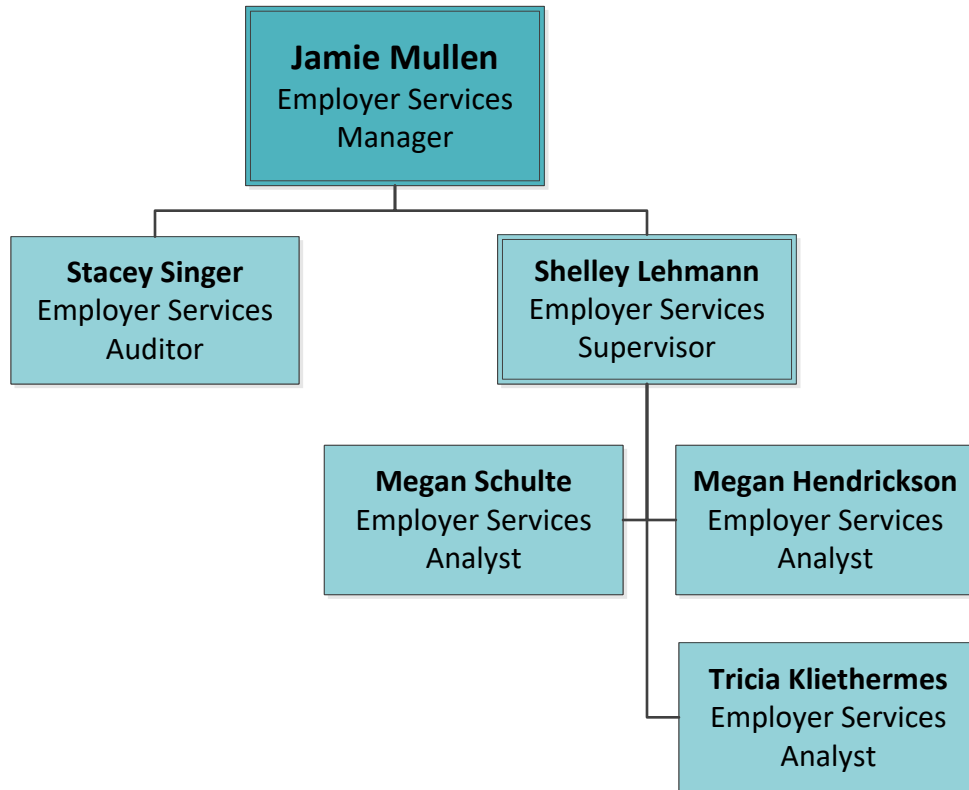 Jamie Mullen
Employer Services
Manager
Stacey Singer
Employer Services
Auditor
Shelley Lehmann
Employer Services
Supervisor
Megan Schulte
Employer Services
Analyst
Megan Hendrickson
Employer Services
Analyst
Tricia Kliethermes
Employer Services
Analyst